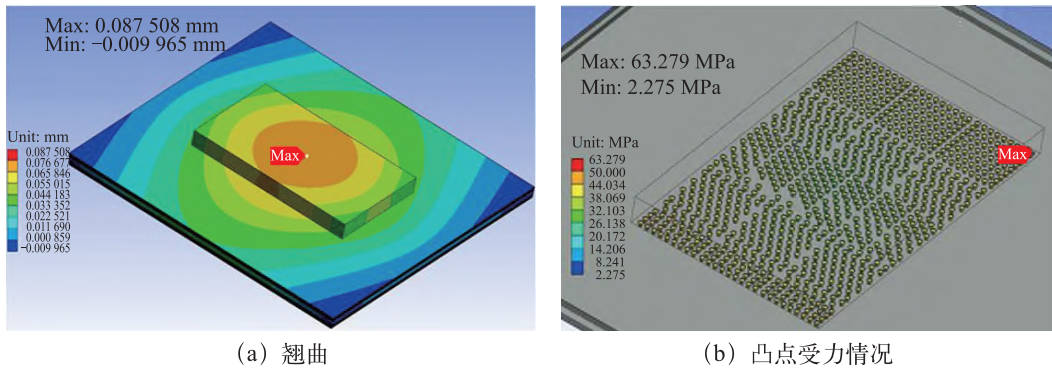 Max: 0.087 508 mm
Min: −0.009 965 mm
Unit: mm
0.087 508
0.076 677
0.065 846
0.055 015
0.044 183
0.033 352
0.022 521
0.011 690
0.000 859
−0.009 965
Max
(a) 翘曲
Max: 63.279 MPa
Min: 2.275 MPa
Unit: MPa
63.279
50.000
44.034
38.069
32.103
26.138
20.172
14.206
8.241
2.275
Max
(b) 凸点受力情况